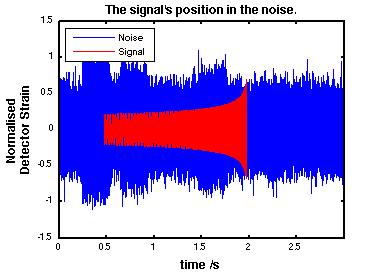 The signal's position in the noise.
Noise
Signal
Normalised
Detector Strain
1.5
1
0.5
0
-0.5
-1
-1.5
0
0.5
1
1.5
2
2.5
time /s